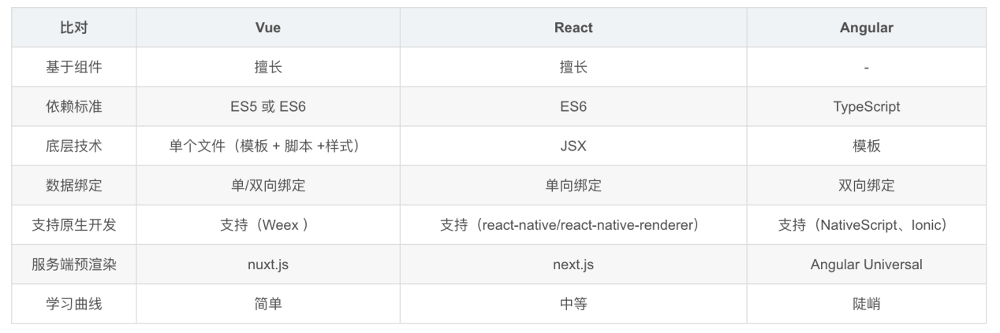 比对 Vue React Angular
基于组件 擅长 擅长 -
依赖标准 ES5 或 ES6 ES6 TypeScript
底层技术 单个文件（模板 + 脚本 +样式） JSX 模板
数据绑定 单/双向绑定 单向绑定 双向绑定
支持原生开发 支持（Weex ） 支持（react-native/react-native-renderer） 支持（NativeScript、Ionic）
服务端预渲染 nuxt.js next.js Angular Universal
学习曲线 简单 中等 陡峭